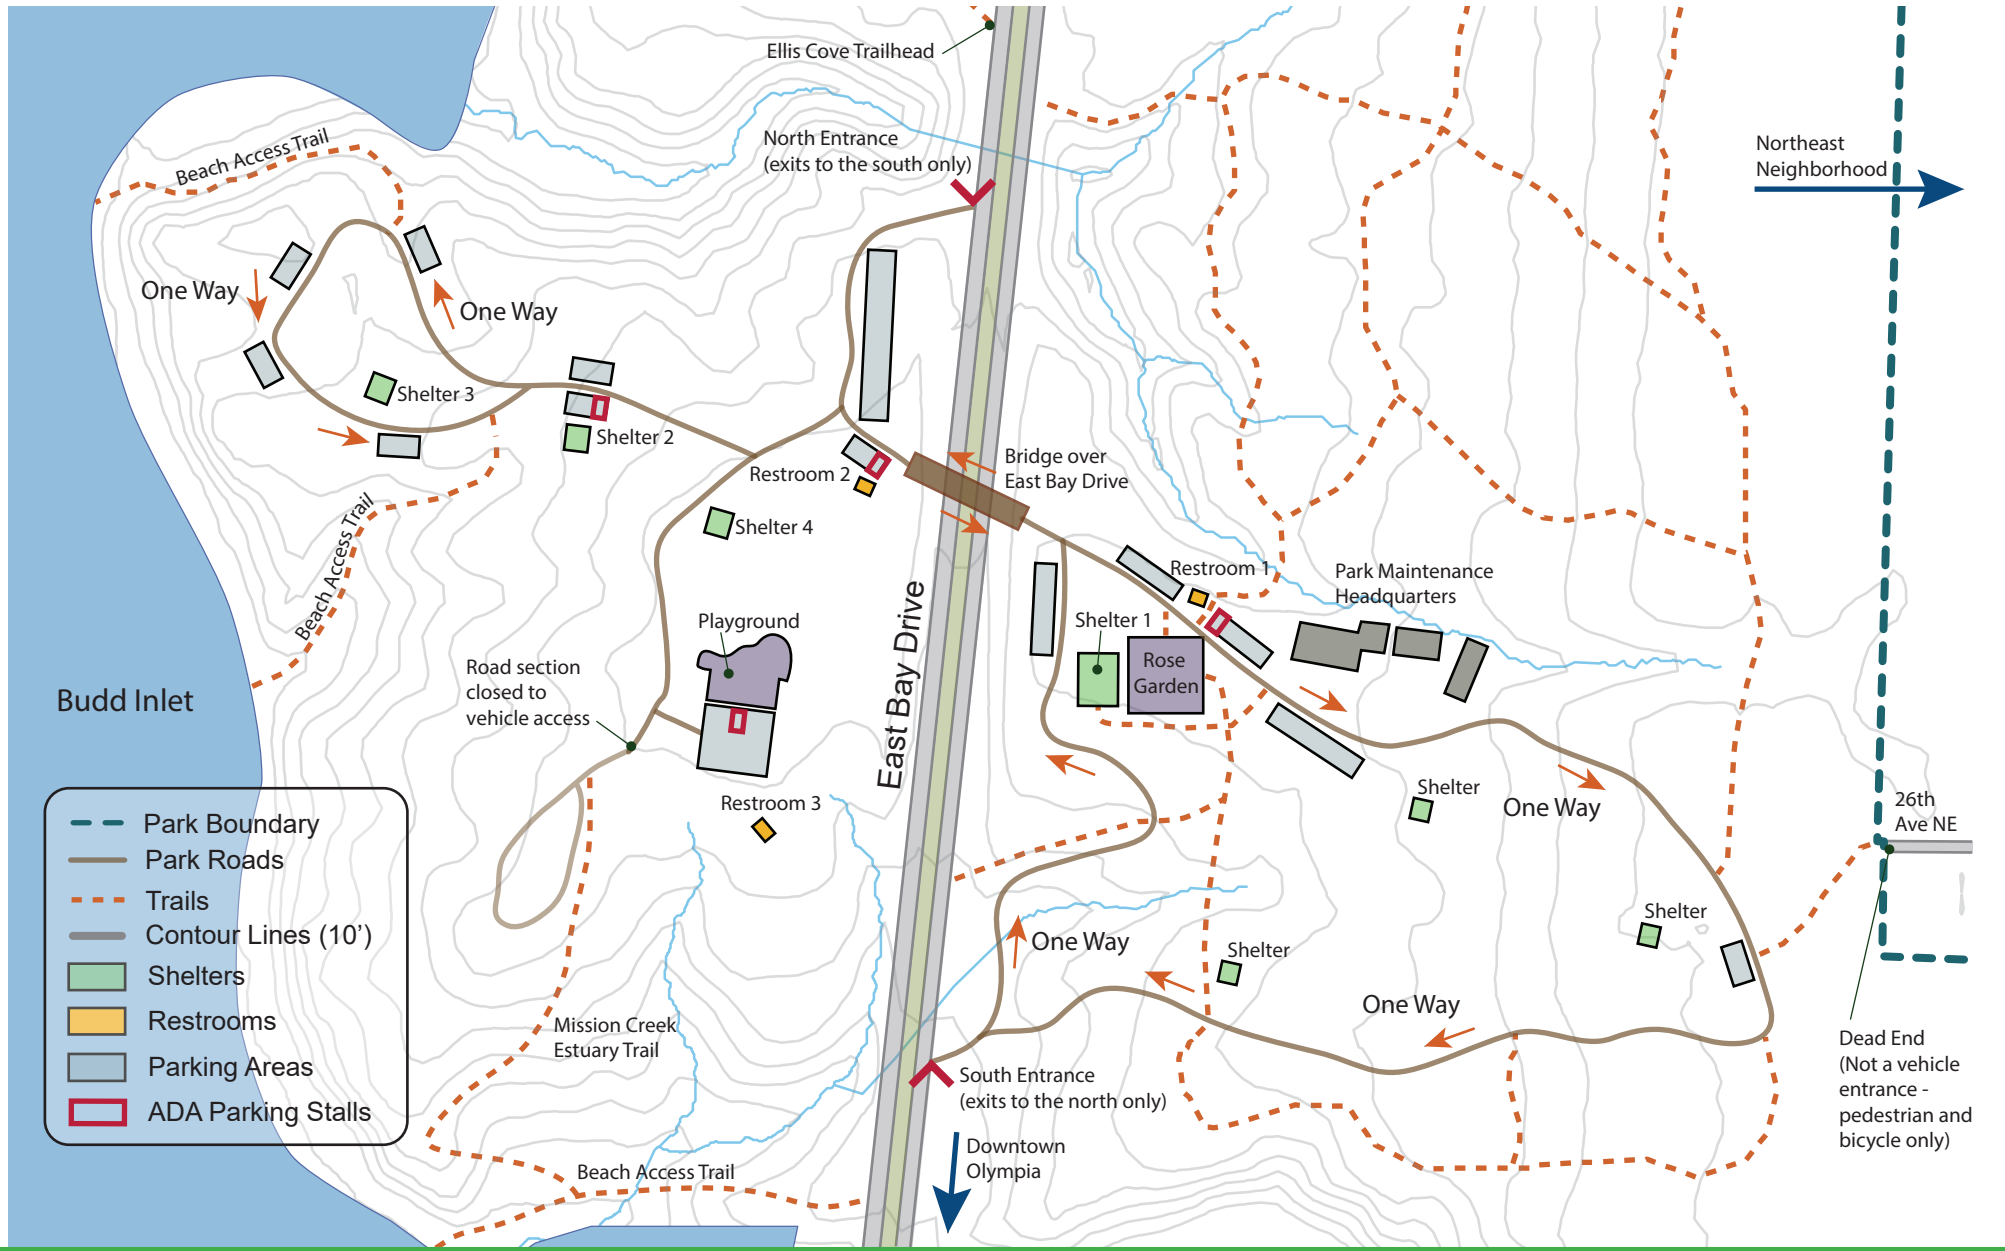 Ellis Cove Trailhead
North Entrance
(exits to the south only)
Northeast
Neighborhood
Beach Access Trail
One Way
One Way
Shelter 3
Shelter 2
Restroom 2
Bridge over
East Bay Drive
Shelter 4
Beach Access Trail
Restroom 1
Park Maintenance
Headquarters
Playground
Shelter 1
Rose
Garden
East Bay Drive
Road section
closed to
vehicle access
Budd Inlet
Shelter
One Way
26th
Ave NE
Restroom 3
Park Boundary
Park Roads
Trails
Contour Lines (10’)
Shelters
Restrooms
Parking Areas
ADA Parking Stalls
Shelter
One Way
Shelter
One Way
Mission Creek
Estuary Trail
South Entrance
(exits to the north only)
Dead End
(Not a vehicle
entrance -
pedestrian and
bicycle only)
Downtown
Olympia
Beach Access Trail